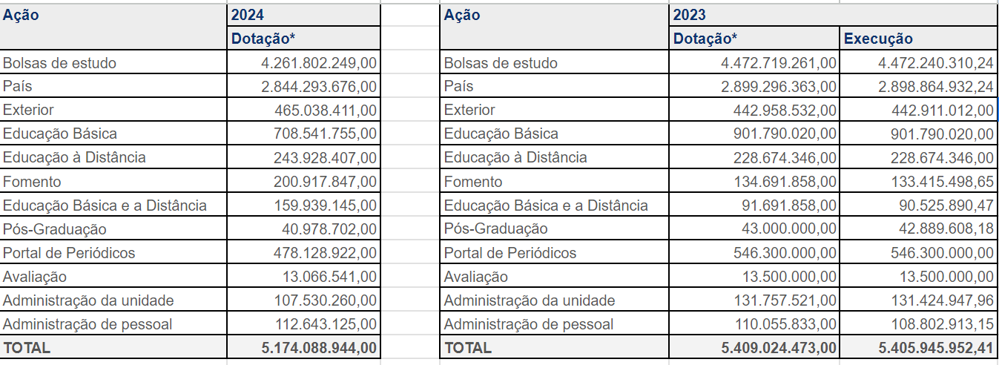 Ação 2024 Ação 2023
Dotação* Dotação* Execução
Bolsas de estudo 4.261.802.249,00 Bolsas de estudo 4.472.719.261,00 4.472.240.310,24
País 2.844.293.676,00 País 2.899.296.363,00 2.898.864.932,24
Exterior 465.038.411,00 Exterior 442.958.532,00 442.911.012,00
Educação Básica 708.541.755,00 Educação Básica 901.790.020,00 901.790.020,00
Educação à Distância 243.928.407,00 Educação à Distância 228.674.346,00 228.674.346,00
Fomento 200.917.847,00 Fomento 134.691.858,00 133.415.498,65
Educação Básica e a Distância 159.939.145,00 Educação Básica e a Distância 91.691.858,00 90.525.890,47
Pós-Graduação 40.978.702,00 Pós-Graduação 43.000.000,00 42.889.608,18
Portal de Periódicos 478.128.922,00 Portal de Periódicos 546.300.000,00 546.300.000,00
Avaliação 13.066.541,00 Avaliação 13.500.000,00 13.500.000,00
Administração da unidade 107.530.260,00 Administração da unidade 131.757.521,00 131.424.947,96
Administração de pessoal 112.643.125,00 Administração de pessoal 110.055.833,00 108.802.913,15
TOTAL 5.174.088.944,00 TOTAL 5.409.024.473,00 5.405.945.952,41